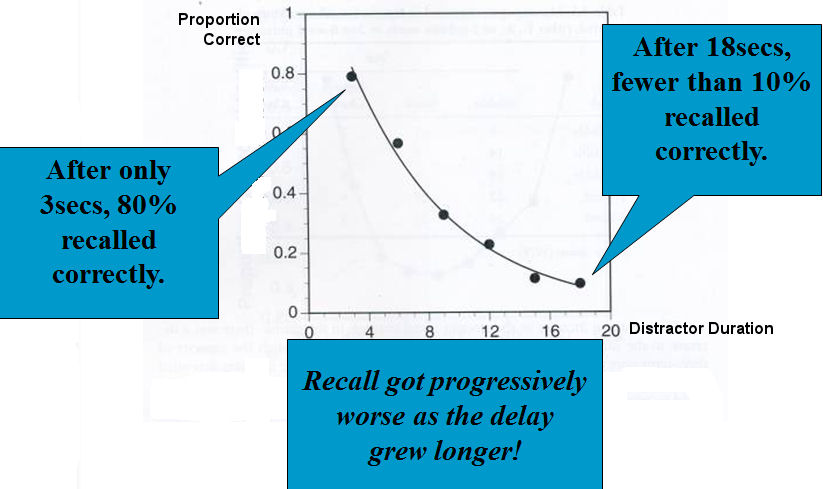 Proportion
Correct
1
0.8
0.4
0.2
0
0
4
8
12
16
20
Distractor Duration
After only
3secs, 80%
recalled
correctly.
After 18secs,
fewer than 10%
recalled
correctly.
Recall got progressively
worse as the delay
grew longer!